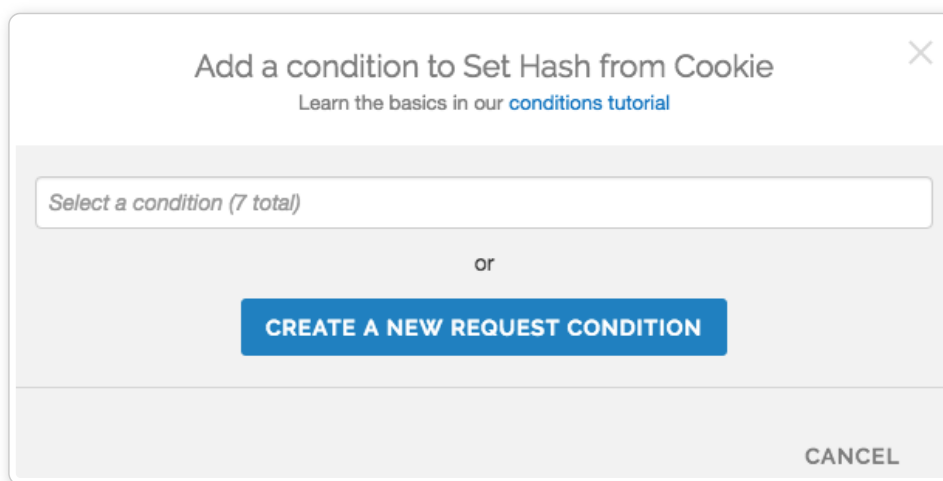 Add a condition to Set Hash from Cookie
Learn the basics in our conditions tutorial
Select a condition (7 total)
or
CREATE A NEW REQUEST CONDITION
CANCEL